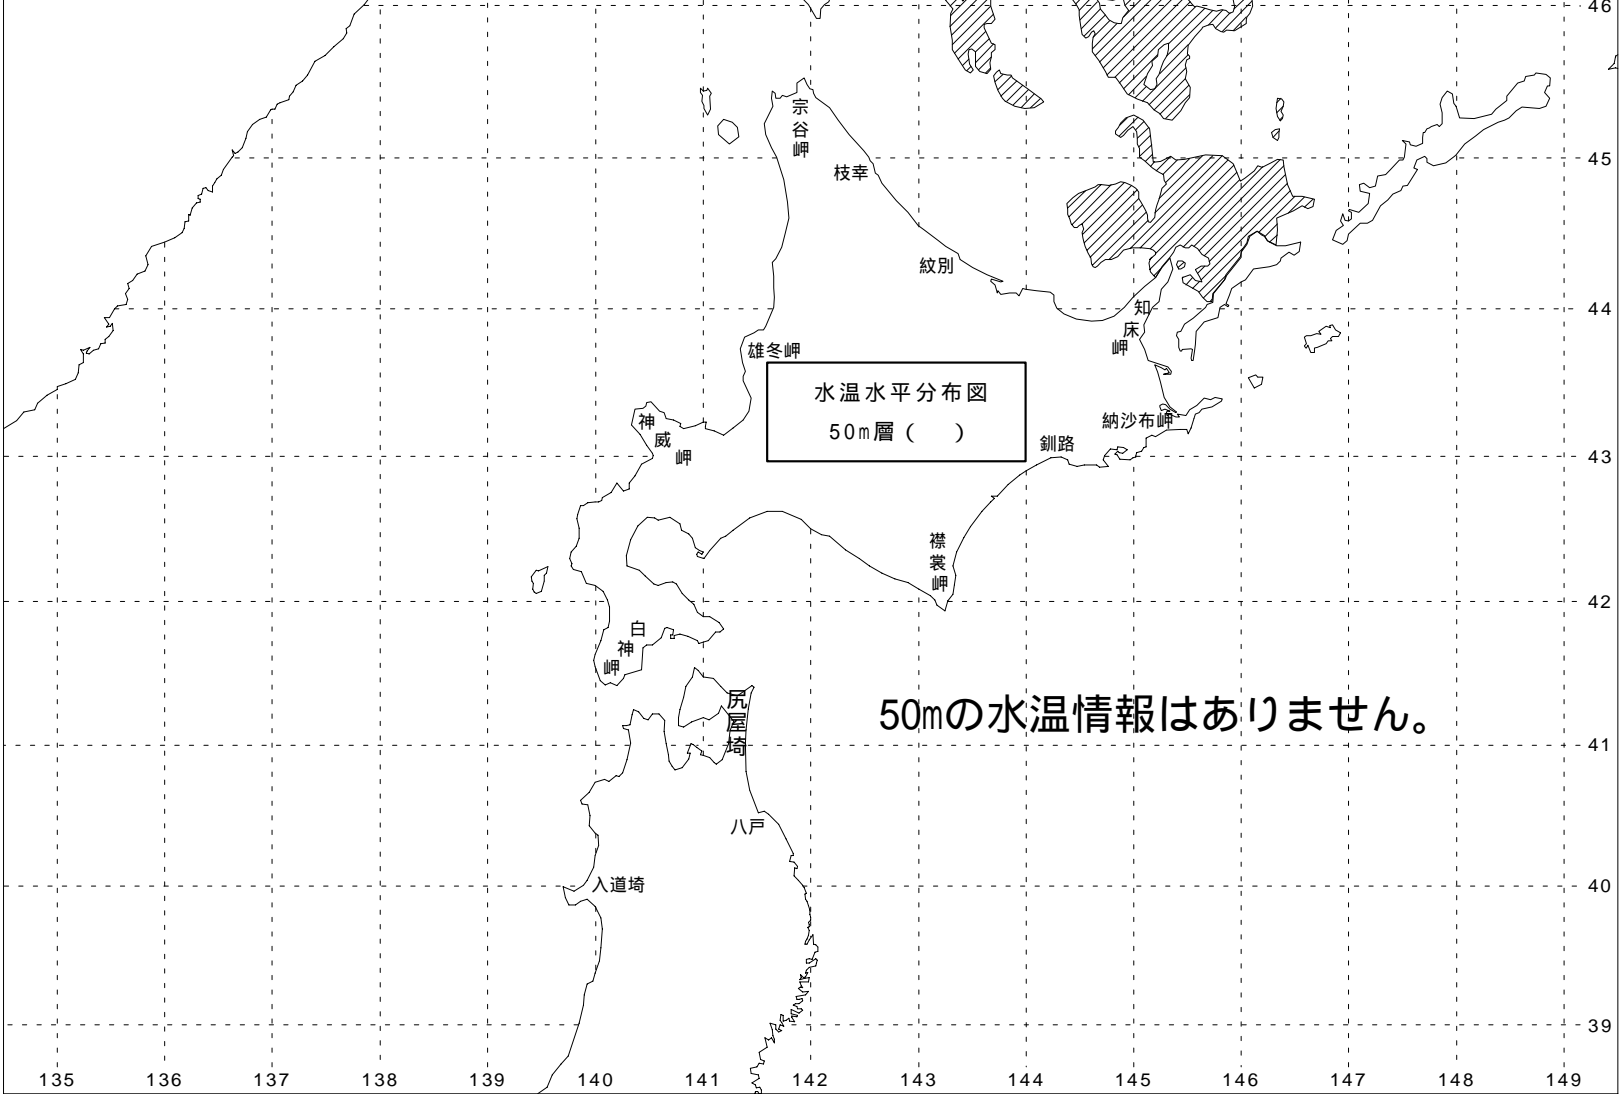 46
宗谷岬
45
枝幸
紋別
44
知床岬
雄冬岬
水温水平分布図
50m層（　）
神威岬
納沙布岬
釧路
43
襟裳岬
42
白神岬
尻屋埼
50mの水温情報はありません。
41
八戸
入道埼
40
39
135 136 137 138 139 140 141 142 143 144 145 146 147 148 149